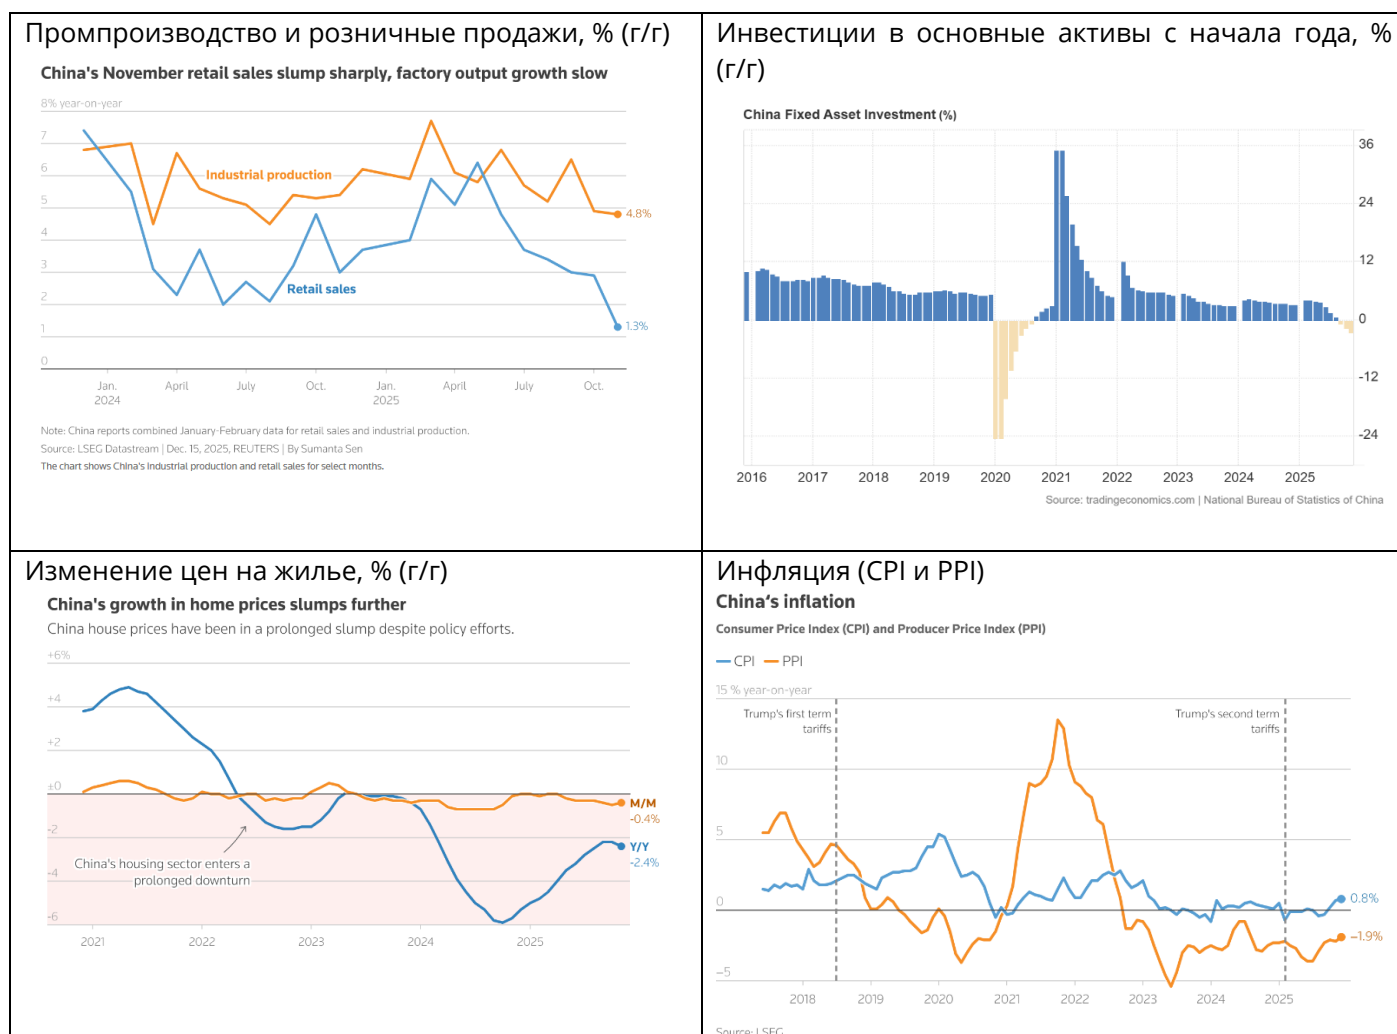 Промпроизводство и розничные продажи, % (г/г)
China's November retail sales slump sharply, factory output growth slow
8% year-on-year
7
6
5
4
3
2
1
0
Industrial production
Retail sales
4.8%
1.3%
Jan. April July Oct. Jan. April July Oct.
2024 2025
Note: China reports combined January-February data for retail sales and industrial production.
Source: LSEG Datastream | Dec. 15, 2025, REUTERS | By Sumanta Sen
The chart shows China's Industrial production and retail sales for select months.
Инвестиции в основные активы с начала года, %
(г/г)
China Fixed Asset Investment (%)
36
24
12
0
-12
-24
2016 2017 2018 2019 2020 2021 2022 2023 2024 2025
Source: tradingeconomics.com | National Bureau of Statistics of China
Изменение цен на жилье, % (г/г)
China's growth in home prices slumps further
China house prices have been in a prolonged slump despite policy efforts.
+6%
+4
+2
±0
-2
-4
-6
M/M
-0.4%
Y/Y
-2.4%
China's housing sector enters a
prolonged downturn
2021 2022 2023 2024 2025
Инфляция (CPI и PPI)
China's inflation
Consumer Price Index (CPI) and Producer Price Index (PPI)
CPI PPI
15 % year-on-year
Trump's first term
tariffs
Trump's second term
tariffs
10
5
0
−5
0.8%
−1.9%
2018 2019 2020 2021 2022 2023 2024 2025
Source: LSEG